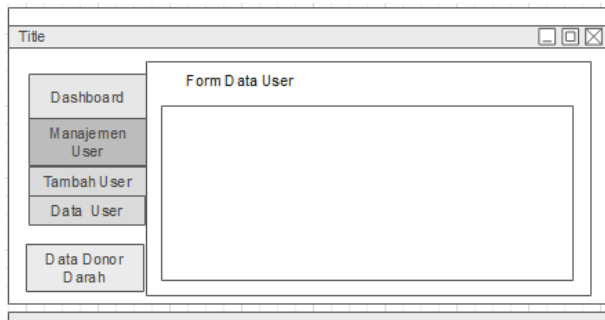 Title
Dashboard
Form Data User
Manajemen
User
Tambah User
Data User
Data Donor
Darah